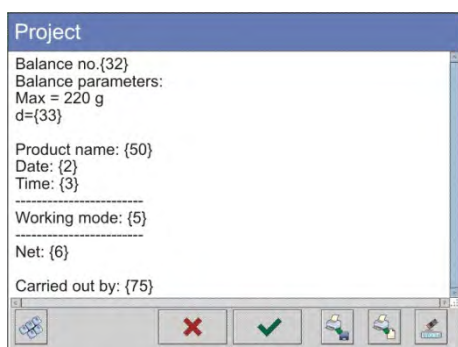 Project
Balance no.{32}
Balance parameters:
Max = 220 g
d={33}
Product name: {50}
Date: {2}
Time: {3}
------------------------
Working mode: {5}
------------------------
Net: {6}
Carried out by: {75}